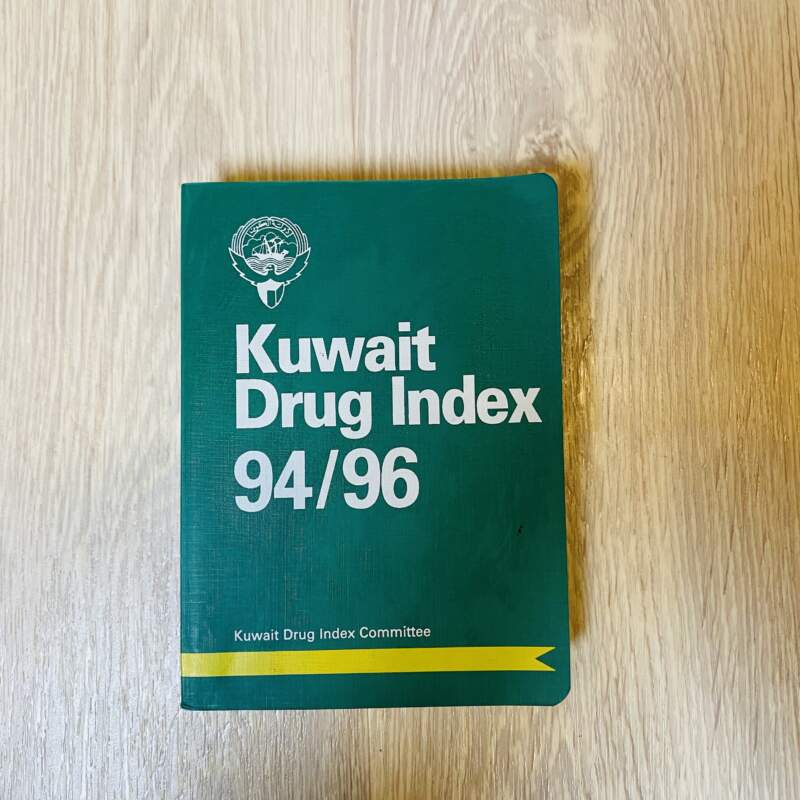 Kuwait
Drug Index
94/96
Kuwait Drug Index Committee